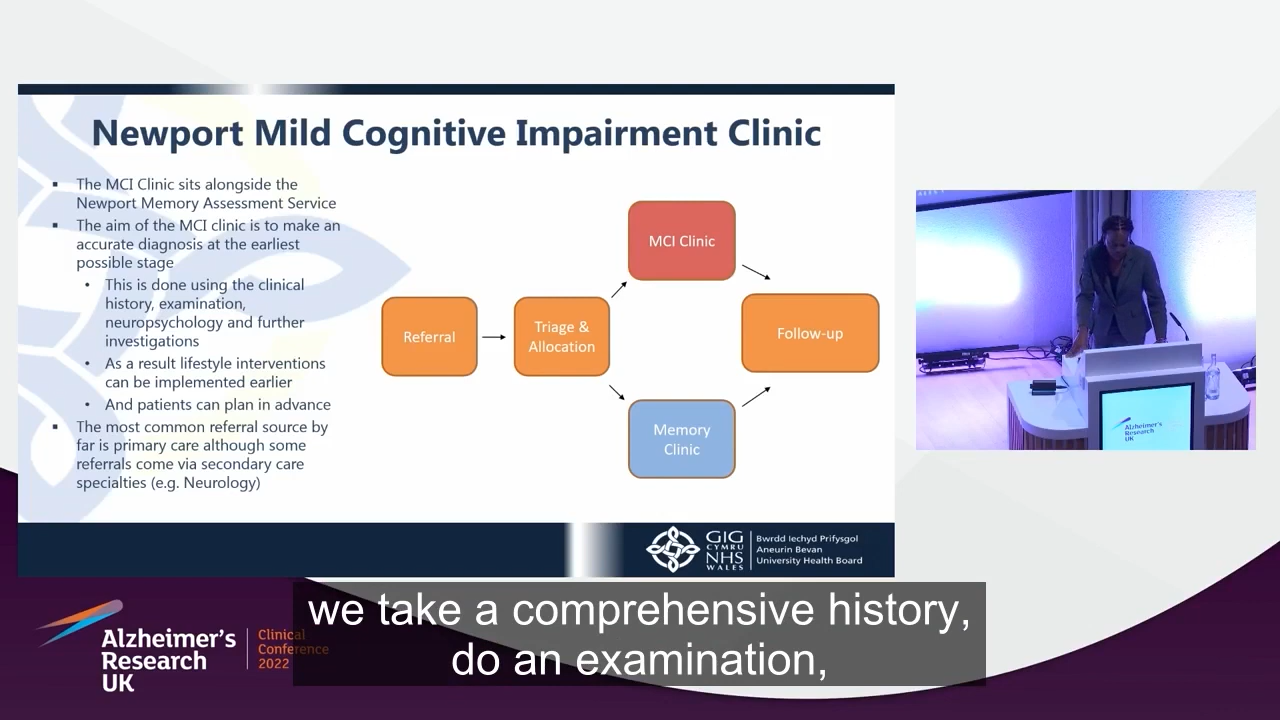 Newport Mild Cognitive Impairment Clinic
▪ The MCI Clinic sits alongside the
Newport Memory Assessment Service
▪ The aim of the MCI clinic is to make an
accurate diagnosis at the earliest
possible stage
• This is done using the clinical
history, examination,
neuropsychology and further
investigations
• As a result lifestyle interventions
can be implemented earlier
• And patients can plan in advance
▪ The most common referral source by
far is primary care although some
referrals come via secondary care
specialties (e.g. Neurology)
Referral
Triage &
Allocation
MCI Clinic
Memory
Clinic
Follow-up
GIG
CYMRU
NHS
WALES
Bwrdd Iechyd Prifysgol
Aneurin Bevan
University Health Board
Alzheimer's
Research
UK
Alzheimer's
Research
UK
Clinical
Conference
2022
we take a comprehensive history,
do an examination,